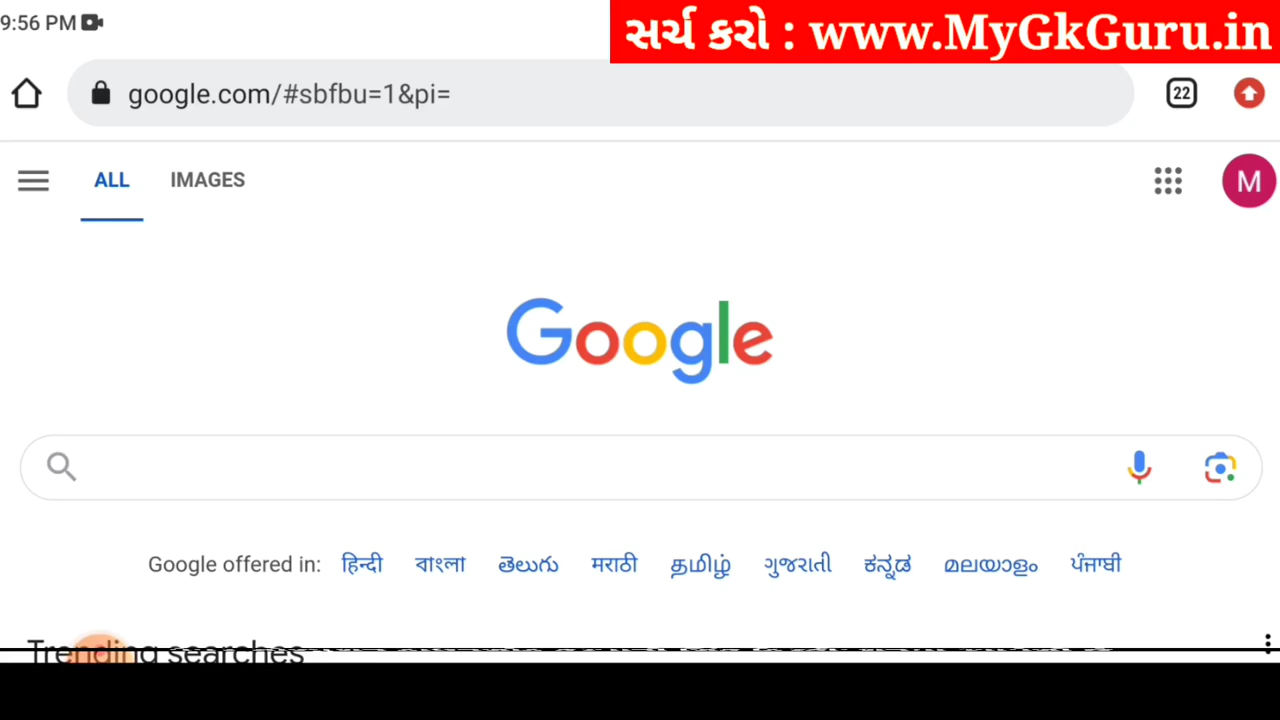 9:56 PM
સર્ચ કરો : www.MyGkGuru.in
google.com/#sbfbu=1&pi=
22
ALL IMAGES
M
Google
Google offered in: हिन्दी বাংলা తెలుగు मराठी தமிழ் ગુજરાતી ಕನ್ನಡ മലയാളം ਪੰਜਾਬੀ
Trending searches